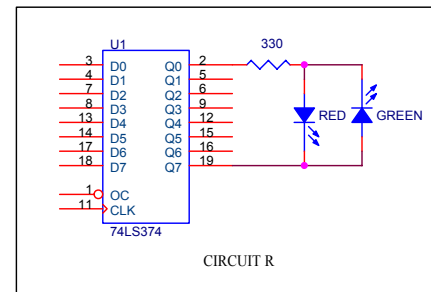 U1
330
3 D0 Q0 2
4 D1 Q1 5
7 D2 Q2 6
8 D3 Q3 9
13 D4 Q4 12
14 D5 Q5 15
17 D6 Q6 16
18 D7 Q7 19
RED
GREEN
1 OC
11 CLK
74LS374
CIRCUIT R